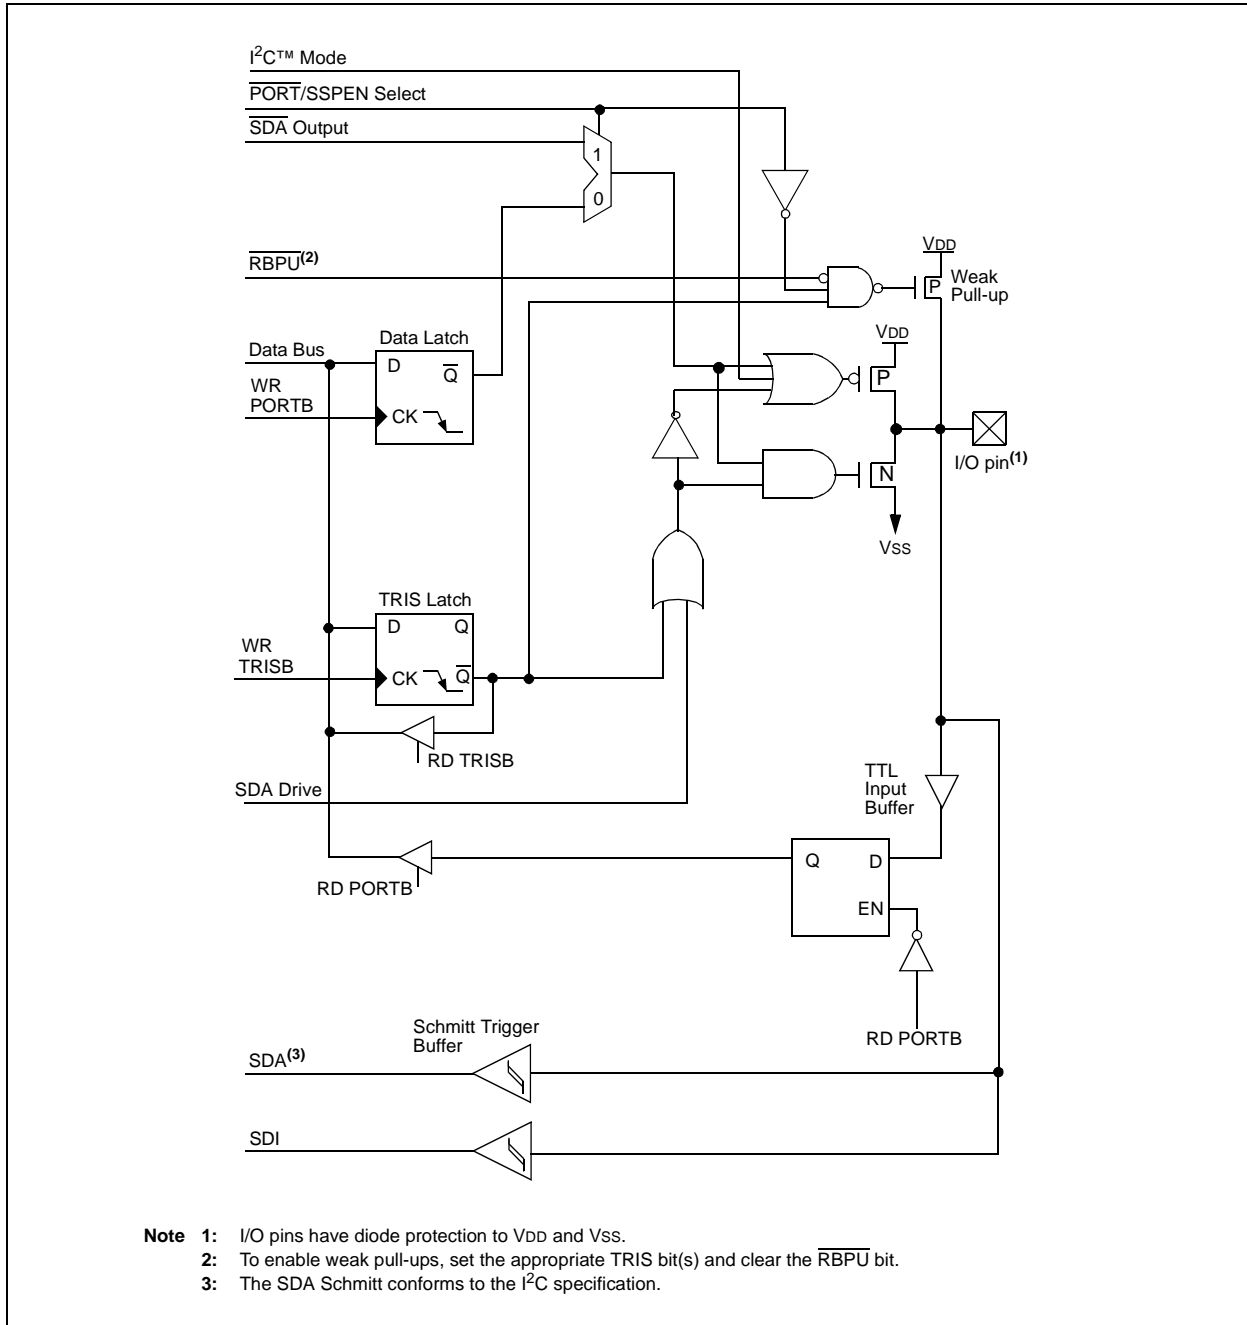 I²C™ Mode
P̅O̅R̅T̅/SSPEN Select
S̅D̅A̅ Output
1
0
R̅B̅P̅U̅(2)
VDD
P
Weak
Pull-up
Data Latch
Data Bus
D
Q̅
WR
PORTB
CK
VDD
P
N
I/O pin(1)
VSS
TRIS Latch
D
Q
WR
TRISB
CK
Q̅
RD TRISB
SDA Drive
TTL
Input
Buffer
Q
D
EN
RD PORTB
RD PORTB
Schmitt Trigger
Buffer
SDA(3)
SDI
Note 1: I/O pins have diode protection to VDD and VSS.
2: To enable weak pull-ups, set the appropriate TRIS bit(s) and clear the R̅B̅P̅U̅ bit.
3: The SDA Schmitt conforms to the I²C specification.